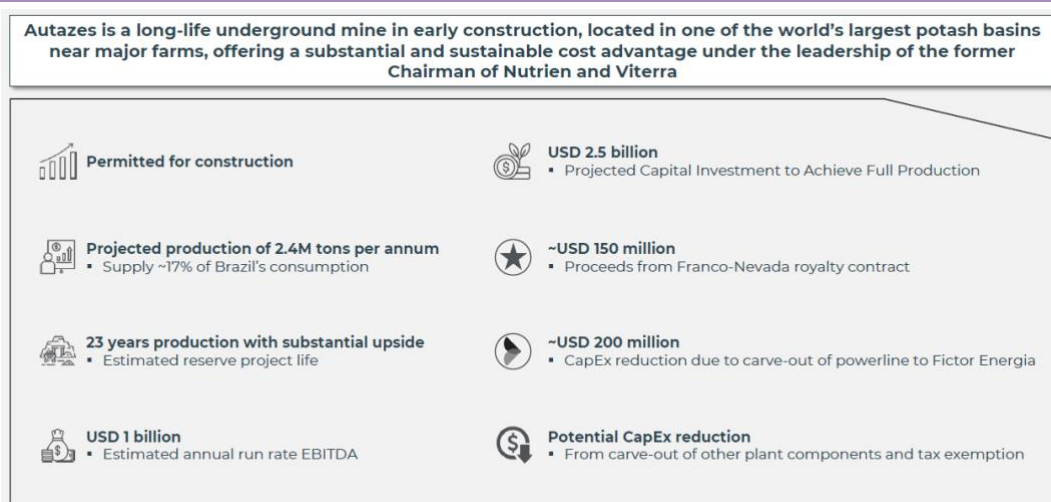 Autazes is a long-life underground mine in early construction, located in one of the world's largest potash basins
near major farms, offering a substantial and sustainable cost advantage under the leadership of the former
Chairman of Nutrien and Viterra
Permitted for construction
Projected production of 2.4M tons per annum
▪ Supply ~17% of Brazil's consumption
23 years production with substantial upside
▪ Estimated reserve project life
USD 1 billion
▪ Estimated annual run rate EBITDA
USD 2.5 billion
▪ Projected Capital Investment to Achieve Full Production
~USD 150 million
▪ Proceeds from Franco-Nevada royalty contract
~USD 200 million
▪ CapEx reduction due to carve-out of powerline to Fictor Energia
Potential CapEx reduction
▪ From carve-out of other plant components and tax exemption